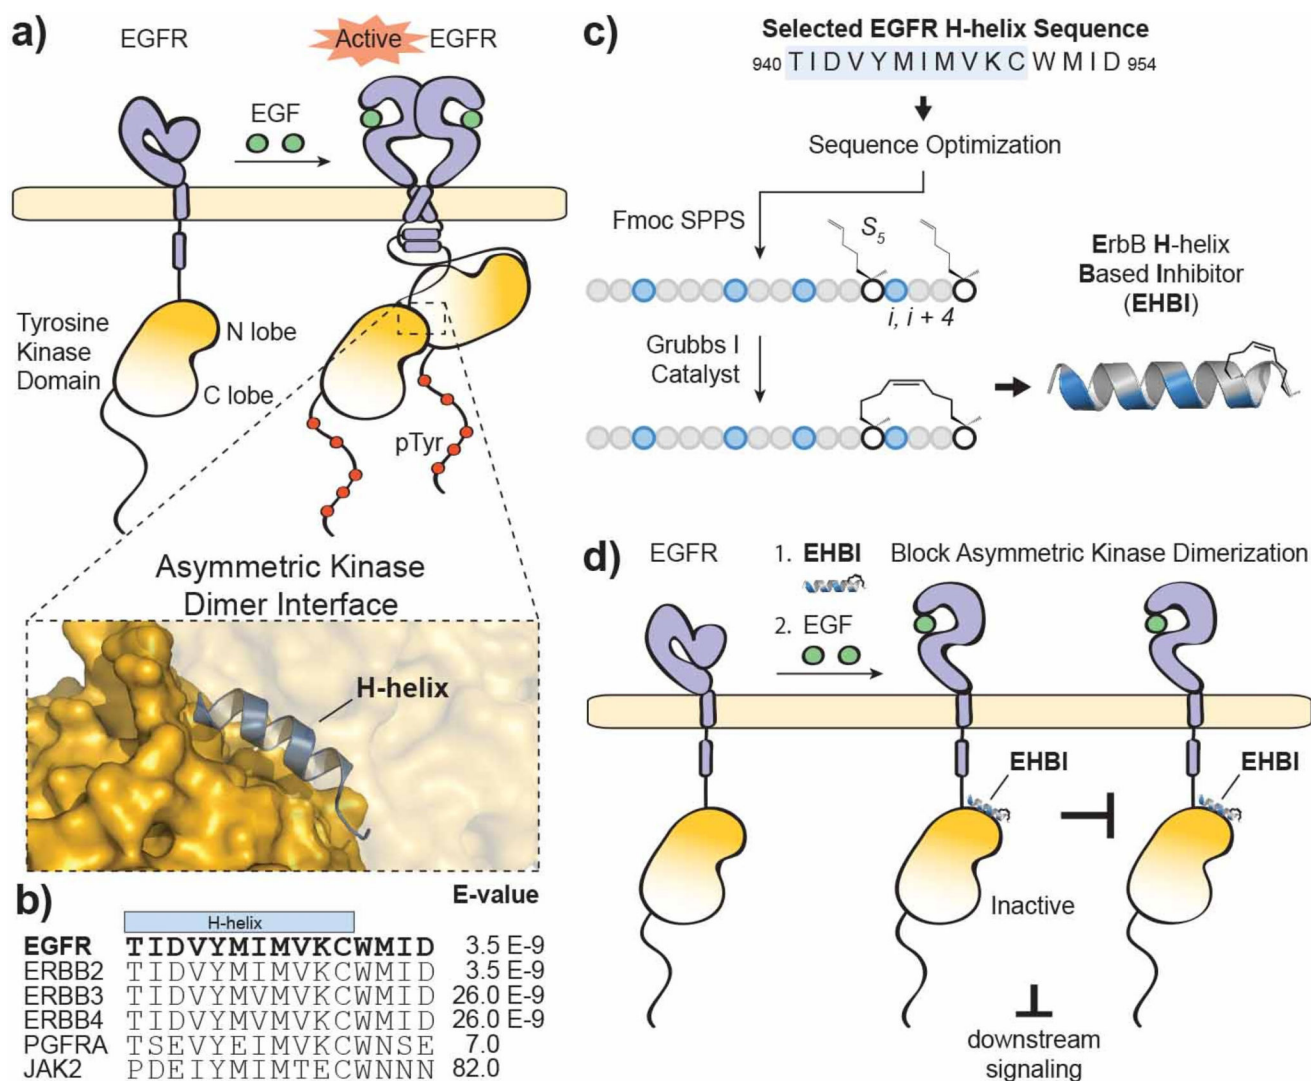 a)
EGFR
Active
EGFR
EGF
Tyrosine
Kinase
Domain
N lobe
C lobe
pTyr
Asymmetric Kinase
Dimer Interface
H-helix
b)
E-value
H-helix
EGFR TIDVYMIMVKCWMID 3.5 E-9
ERBB2 TIDVYMIMVKCWMID 3.5 E-9
ERBB3 TIDVYMVMVKCWMID 26.0 E-9
ERBB4 TIDVYMVMVKCWMID 26.0 E-9
PGFRA TSEVYEIMVKCWNSE 7.0
JAK2 PDEIYMIMTECWNNN 82.0
c)
Selected EGFR H-helix Sequence
940 T I D V Y M I M V K C W M I D 954
Sequence Optimization
Fmoc SPPS
S5
i, i + 4
Grubbs I
Catalyst
ErbB H-helix
Based Inhibitor
(EHBI)
d)
EGFR
1. EHBI
2. EGF
Block Asymmetric Kinase Dimerization
EHBI
EHBI
Inactive
downstream
signaling